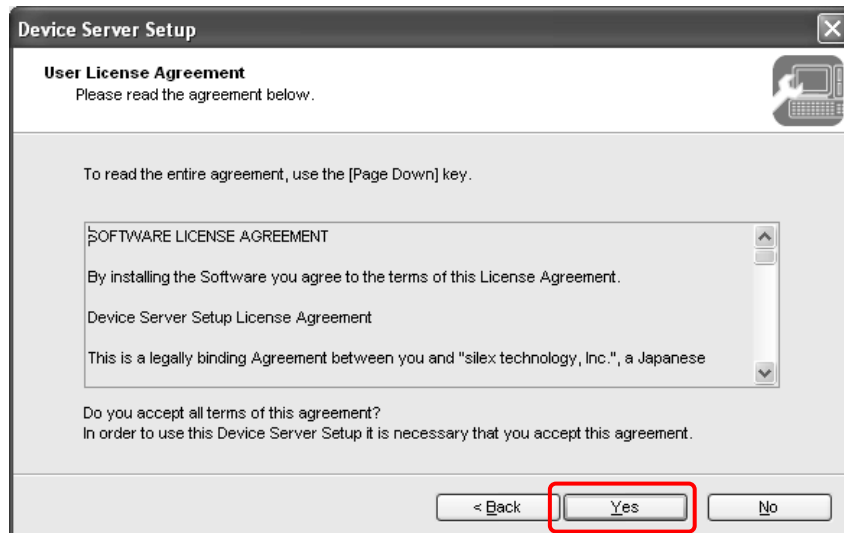 Device Server Setup
User License Agreement
Please read the agreement below.
To read the entire agreement, use the [Page Down] key.
SOFTWARE LICENSE AGREEMENT
By installing the Software you agree to the terms of this License Agreement.
Device Server Setup License Agreement
This is a legally binding Agreement between you and "silex technology, Inc.", a Japanese
Do you accept all terms of this agreement?
In order to use this Device Server Setup it is necessary that you accept this agreement.
< Back Yes No